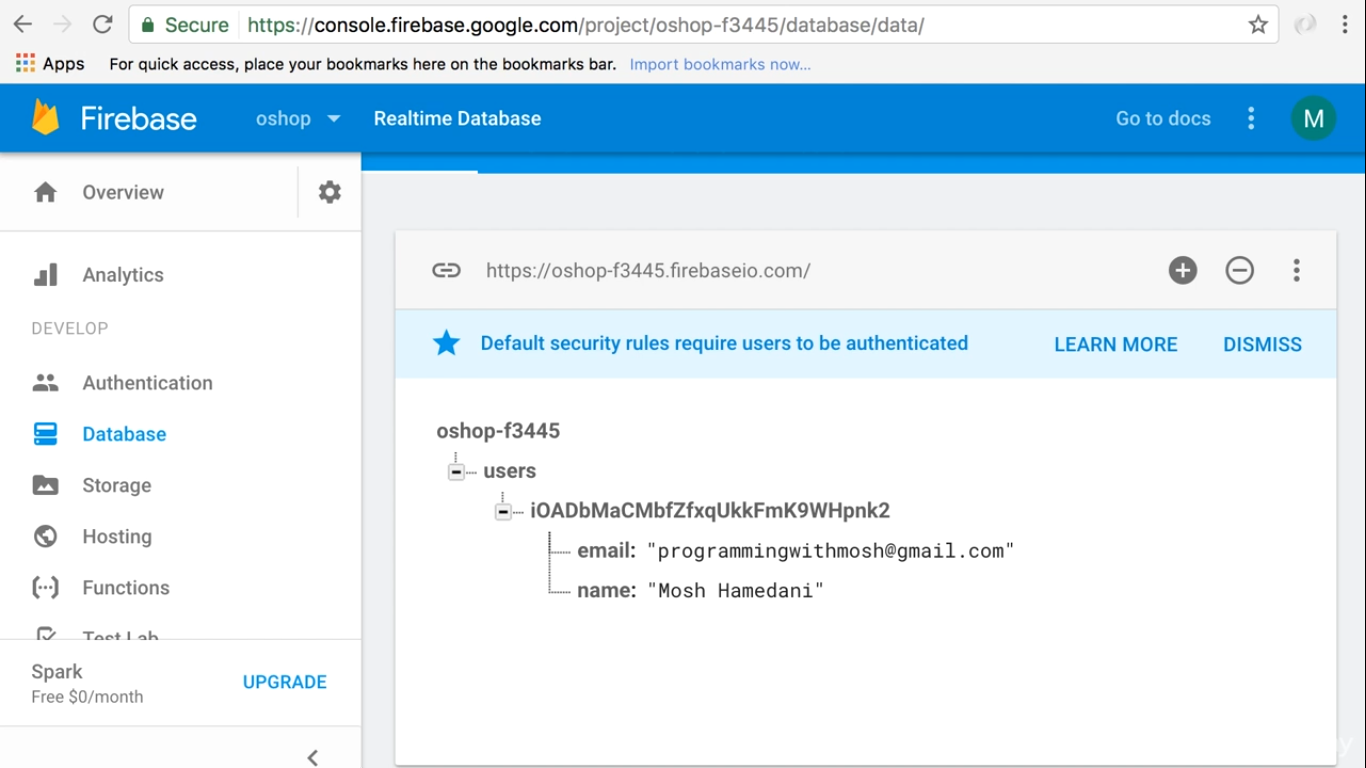 Secure https://console.firebase.google.com/project/oshop-f3445/database/data/
Apps For quick access, place your bookmarks here on the bookmarks bar. Import bookmarks now...
Firebase oshop Realtime Database Go to docs M
Overview
Analytics
DEVELOP
Authentication
Database
Storage
Hosting
Functions
Test Lab
Spark
Free $0/month
UPGRADE
https://oshop-f3445.firebaseio.com/
Default security rules require users to be authenticated LEARN MORE DISMISS
oshop-f3445
users
iOADbMaCMbfZfxqUkkFmK9WHpnk2
email: "programmingwithmosh@gmail.com"
name: "Mosh Hamedani"